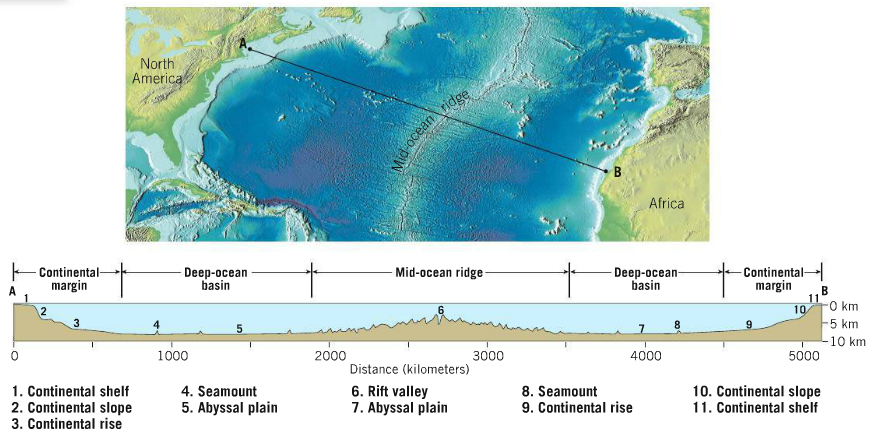 A
North
America
Mid-ocean ridge
B
Africa
Continental margin
Deep-ocean basin
Mid-ocean ridge
Deep-ocean basin
Continental margin
A
B
1
2
3
4
5
6
7
8
9
10
11
0 km
5 km
10 km
0
1000
2000
3000
4000
5000
Distance (kilometers)
1. Continental shelf
2. Continental slope
3. Continental rise
4. Seamount
5. Abyssal plain
6. Rift valley
7. Abyssal plain
8. Seamount
9. Continental rise
10. Continental slope
11. Continental shelf